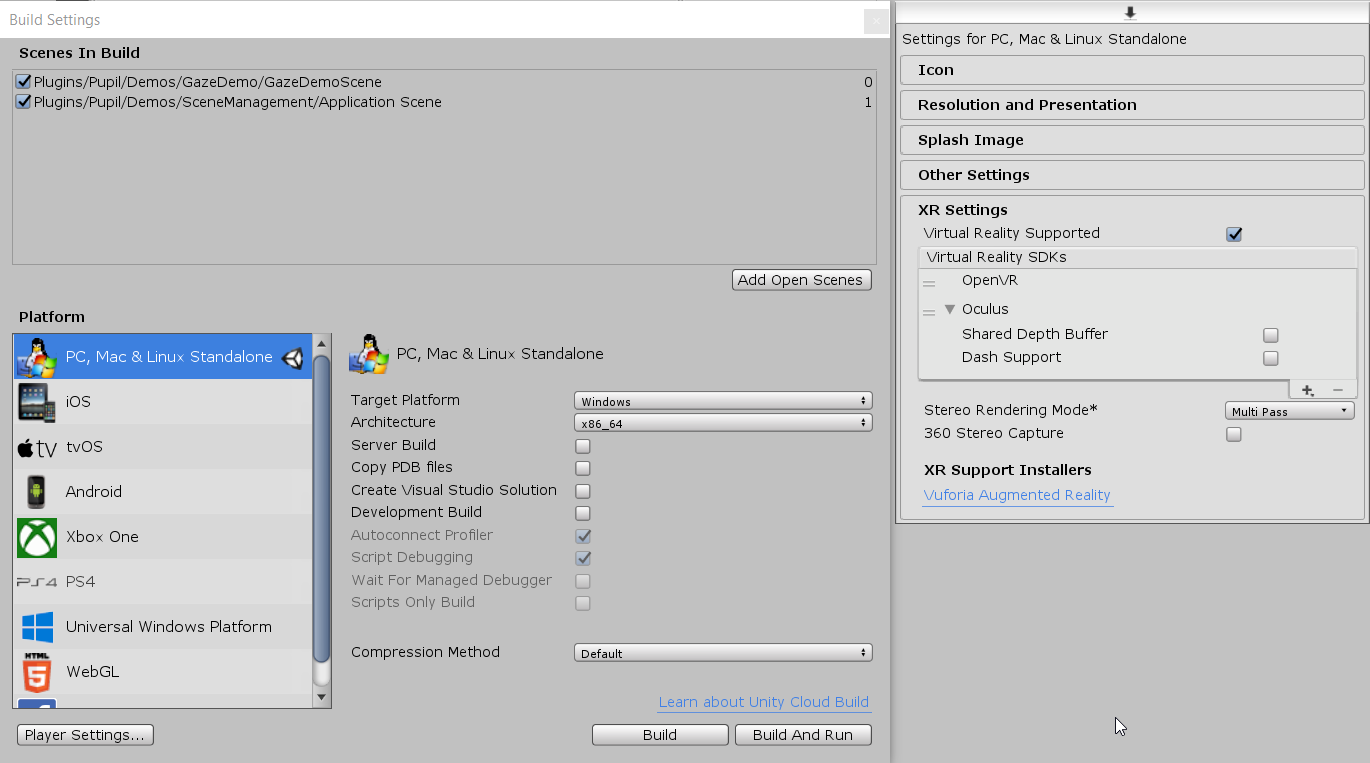 Build Settings
Scenes In Build
Plugins/Pupil/Demos/GazeDemo/GazeDemoScene 0
Plugins/Pupil/Demos/SceneManagement/Application Scene 1
Add Open Scenes
Platform
PC, Mac & Linux Standalone
iOS
tv tvOS
Android
Xbox One
PS4 PS4
Universal Windows Platform
HTML 5 WebGL
PC, Mac & Linux Standalone
Target Platform Windows
Architecture x86_64
Server Build
Copy PDB files
Create Visual Studio Solution
Development Build
Autoconnect Profiler
Script Debugging
Wait For Managed Debugger
Scripts Only Build
Compression Method Default
Learn about Unity Cloud Build
Player Settings...
Build
Build And Run
Settings for PC, Mac & Linux Standalone
Icon
Resolution and Presentation
Splash Image
Other Settings
XR Settings
Virtual Reality Supported
Virtual Reality SDKs
OpenVR
Oculus
Shared Depth Buffer
Dash Support
Stereo Rendering Mode* Multi Pass
360 Stereo Capture
XR Support Installers
Vuforia Augmented Reality